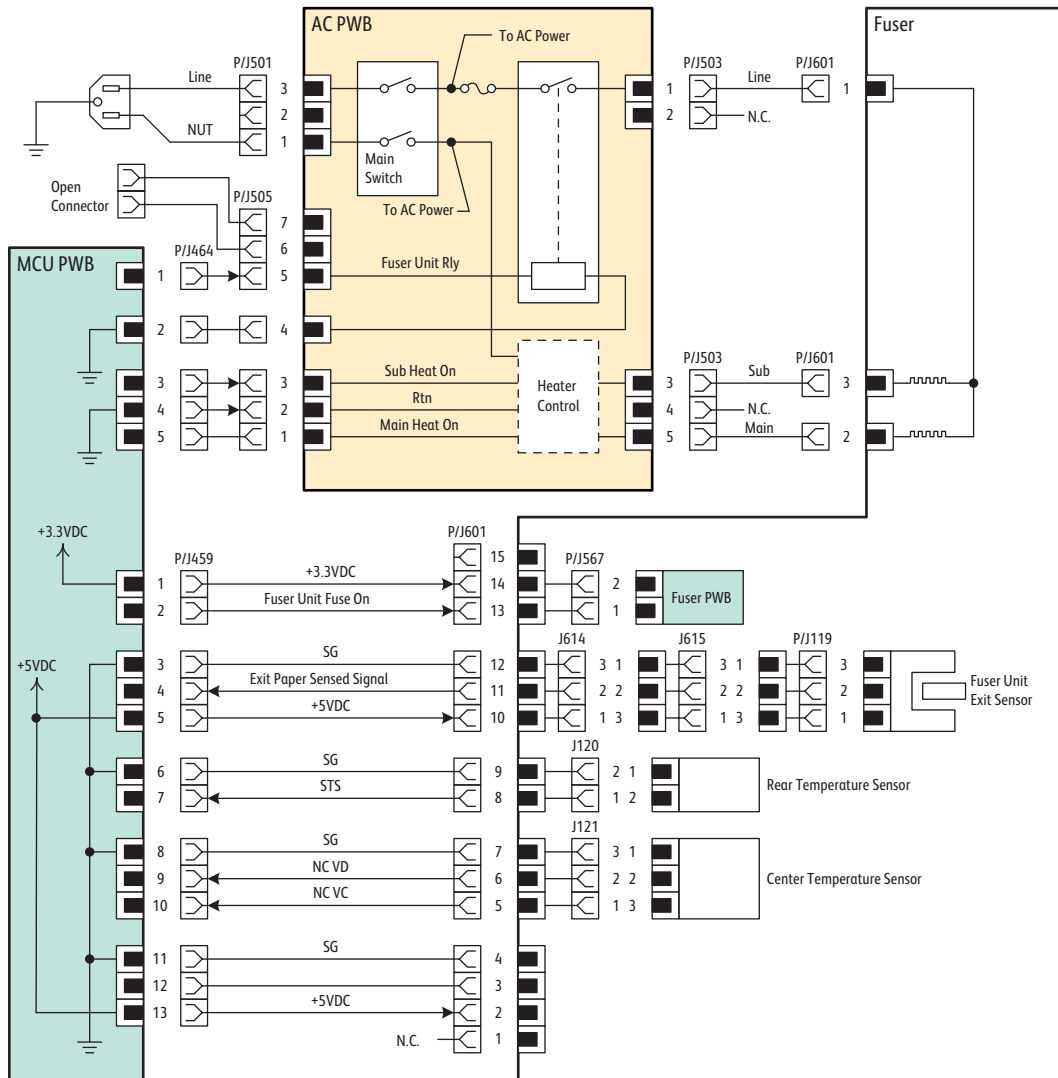 AC PWB
Fuser
To AC Power
P/J501
P/J503
P/J601
Line
3
1
Line
1
2
2
N.C.
NUT
1
Main
Switch
Open
Connector
P/J505
To AC Power
7
MCU PWB
P/J464
6
1
5
Fuser Unit Rly
2
4
P/J503
P/J601
3
3
Sub Heat On
Heater
Control
3
Sub
3
4
2
Rtn
4
N.C.
5
1
Main Heat On
5
Main
2
+3.3VDC
P/J459
P/J601
15
P/J567
1
+3.3VDC
14
2
Fuser PWB
2
Fuser Unit Fuse On
13
1
J614
J615
P/J119
+5VDC
3
SG
12
3 1
3 1
3
4
Exit Paper Sensed Signal
11
2 2
2 2
2
Fuser Unit
Exit Sensor
5
+5VDC
10
1 3
1 3
1
J120
6
SG
9
2 1
Rear Temperature Sensor
7
STS
8
1 2
J121
8
SG
7
3 1
9
NC VD
6
2 2
Center Temperature Sensor
10
NC VC
5
1 3
11
SG
4
12
3
13
+5VDC
2
N.C.
1